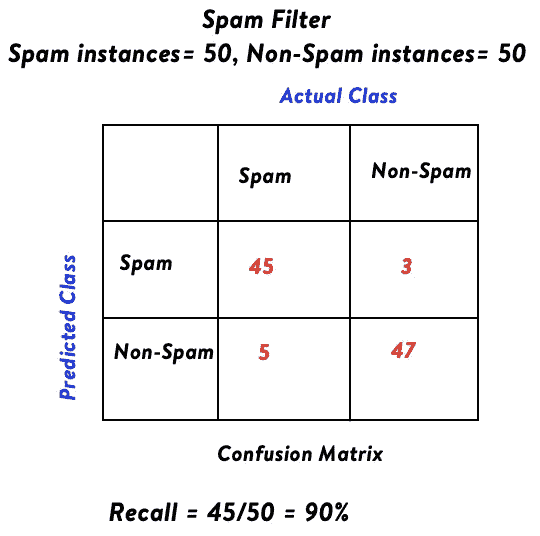 Spam Filter
Spam instances= 50, Non-Spam instances= 50
Actual Class
Spam Non-Spam
Predicted Class
Spam 45 3
Non-Spam 5 47
Confusion Matrix
Recall = 45/50 = 90%